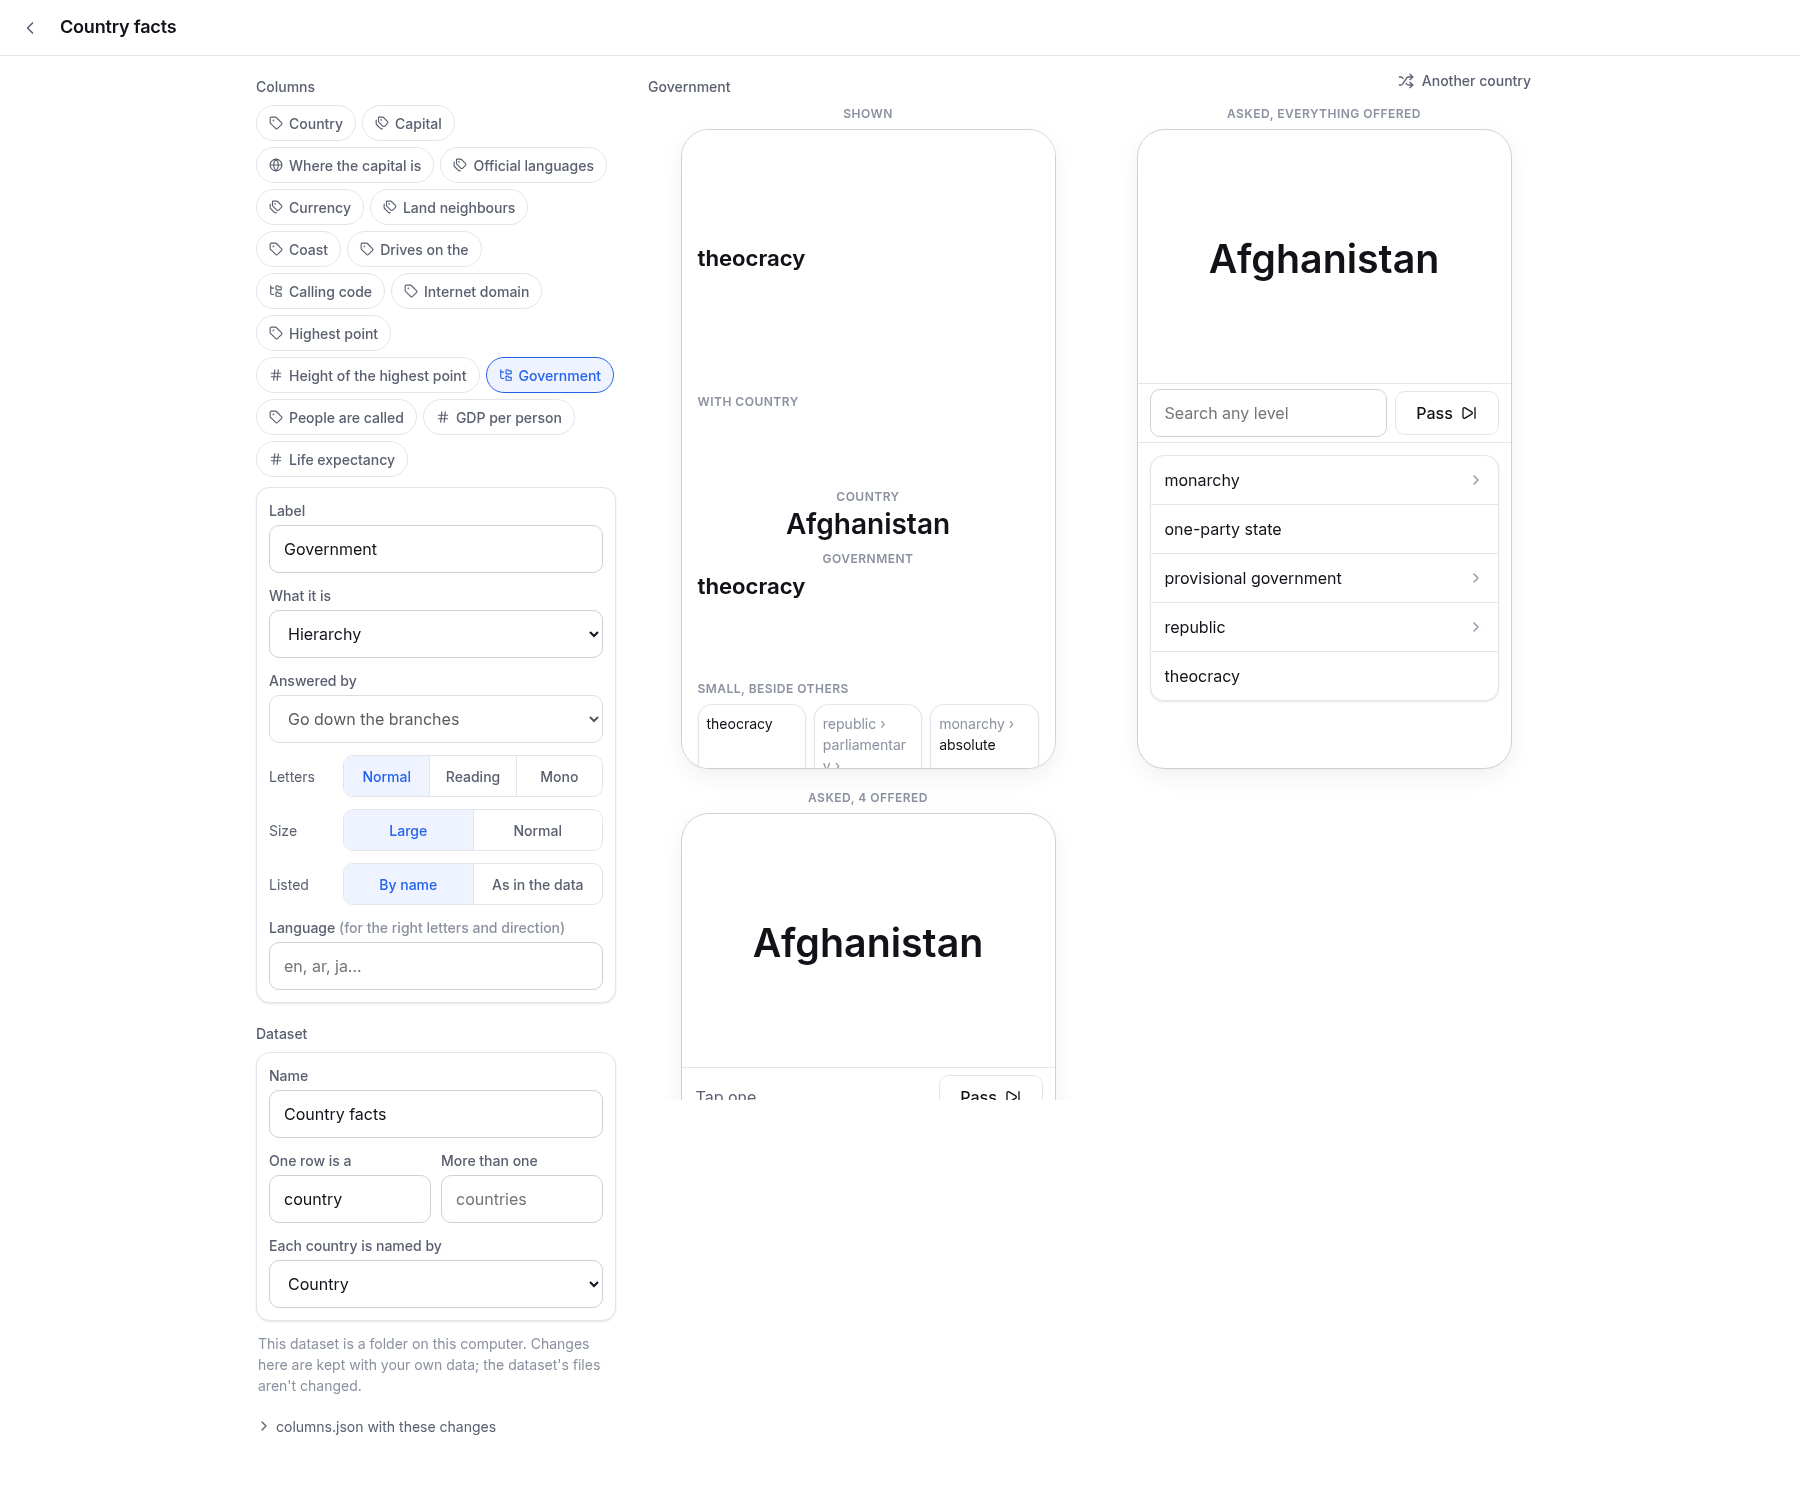 Country facts
Columns
Country
Capital
Where the capital is
Official languages
Currency
Land neighbours
Coast
Drives on the
Calling code
Internet domain
Highest point
Height of the highest point
Government
People are called
GDP per person
Life expectancy
Label
Government
What it is
Hierarchy
Answered by
Go down the branches
Letters
Normal
Reading
Mono
Size
Large
Normal
Listed
By name
As in the data
Language (for the right letters and direction)
en, ar, ja...
Dataset
Name
Country facts
One row is a
More than one
country
countries
Each country is named by
Country
This dataset is a folder on this computer. Changes
here are kept with your own data; the dataset's files
aren't changed.
columns.json with these changes
Government
Another country
SHOWN
theocracy
WITH COUNTRY
COUNTRY
Afghanistan
GOVERNMENT
theocracy
SMALL, BESIDE OTHERS
theocracy
republic ›
parliamentar
y ›
monarchy ›
absolute
ASKED, EVERYTHING OFFERED
Afghanistan
Search any level
Pass
monarchy
one-party state
provisional government
republic
theocracy
ASKED, 4 OFFERED
Afghanistan
Tap one
Pass